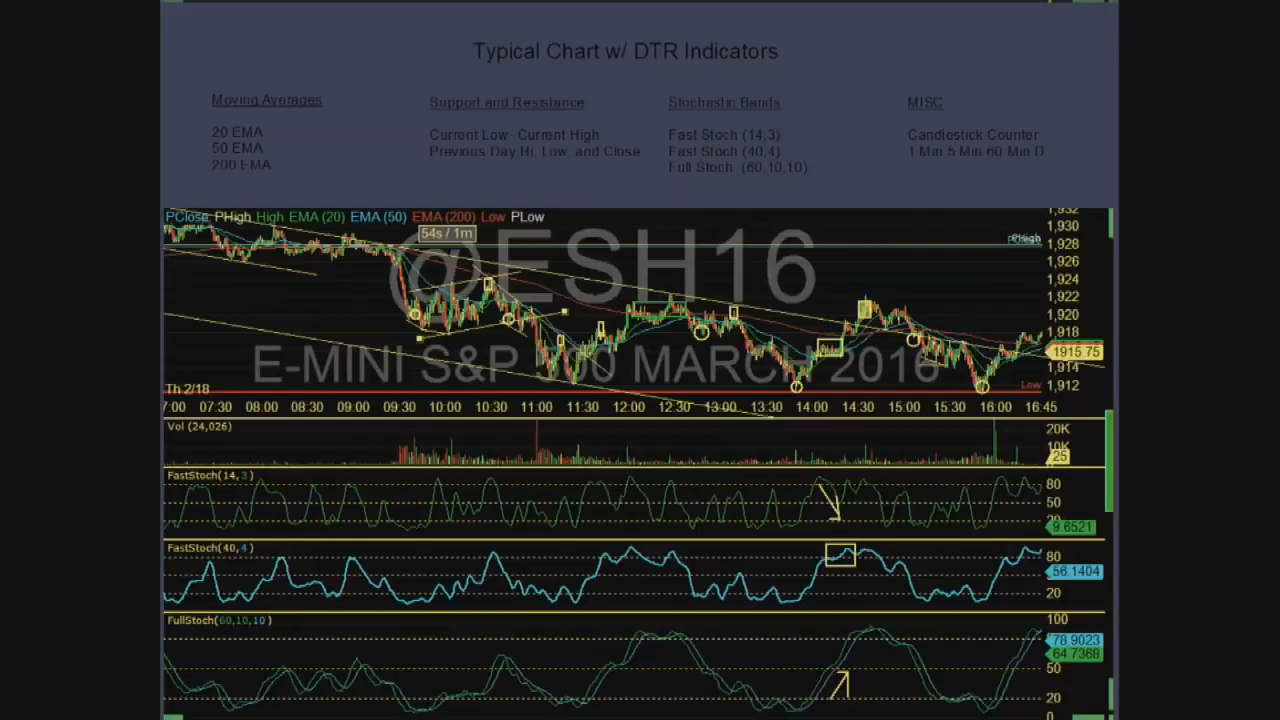 Typical Chart w/ DTR Indicators
Moving Averages
20 EMA
50 EMA
200 EMA
Support and Resistance
Current Low- Current High
Previous Day Hi, Low, and Close
Stochastic Bands
Fast Stoch (14,3)
Fast Stoch (40,4)
Full Stoch (60,10,10)
MISC
Candlestick Counter
1 Min 5 Min 60 Min D
PClose PHigh High EMA (20) EMA (50) EMA (200) Low PLow
54s / 1m
@ESH16
E-MINI S&P 500 MARCH 2016
PHigh
1,932
1,930
1,928
1,926
1,924
1,922
1,920
1,918
1915.75
1,914
1,912
Low
Th 2/18
7:00 07:30 08:00 08:30 09:00 09:30 10:00 10:30 11:00 11:30 12:00 12:30 13:00 13:30 14:00 14:30 15:00 15:30 16:00 16:45
Vol (24,026)
20K
10K
25
FastStoch(14,3)
80
50
20
9.6521
FastStoch(40,4)
80
56.1404
20
FullStoch(60,10,10)
100
78.9023
64.7368
50
20
0